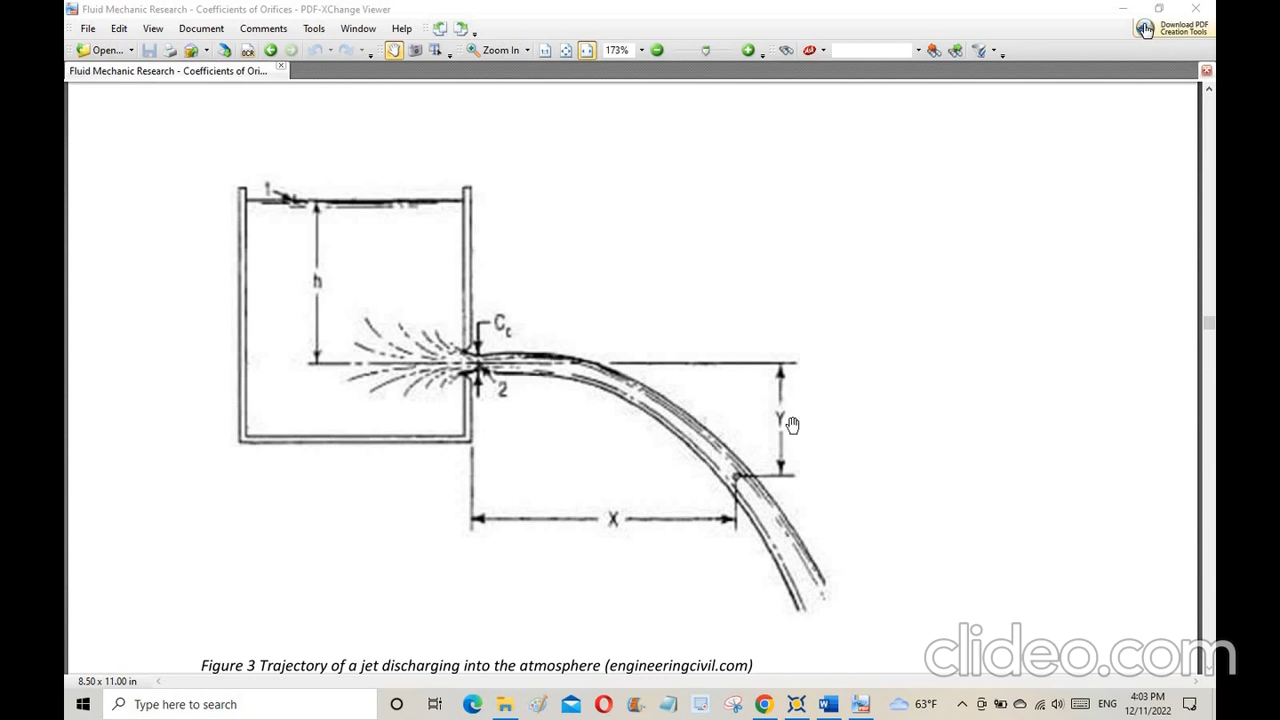 Fluid Mechanic Research - Coefficients of Orifices - PDF-XChange Viewer
File Edit View Document Comments Tools Window Help
Download PDF
Creation Tools
Open... Zoom In 173%
Fluid Mechanic Research - Coefficients of Ori...
1
h
Cc
2
Y
X
Figure 3 Trajectory of a jet discharging into the atmosphere (engineeringcivil.com)
clideo.com
8.50 x 11.00 in
Type here to search
63°F
ENG
4:03 PM
12/11/2022